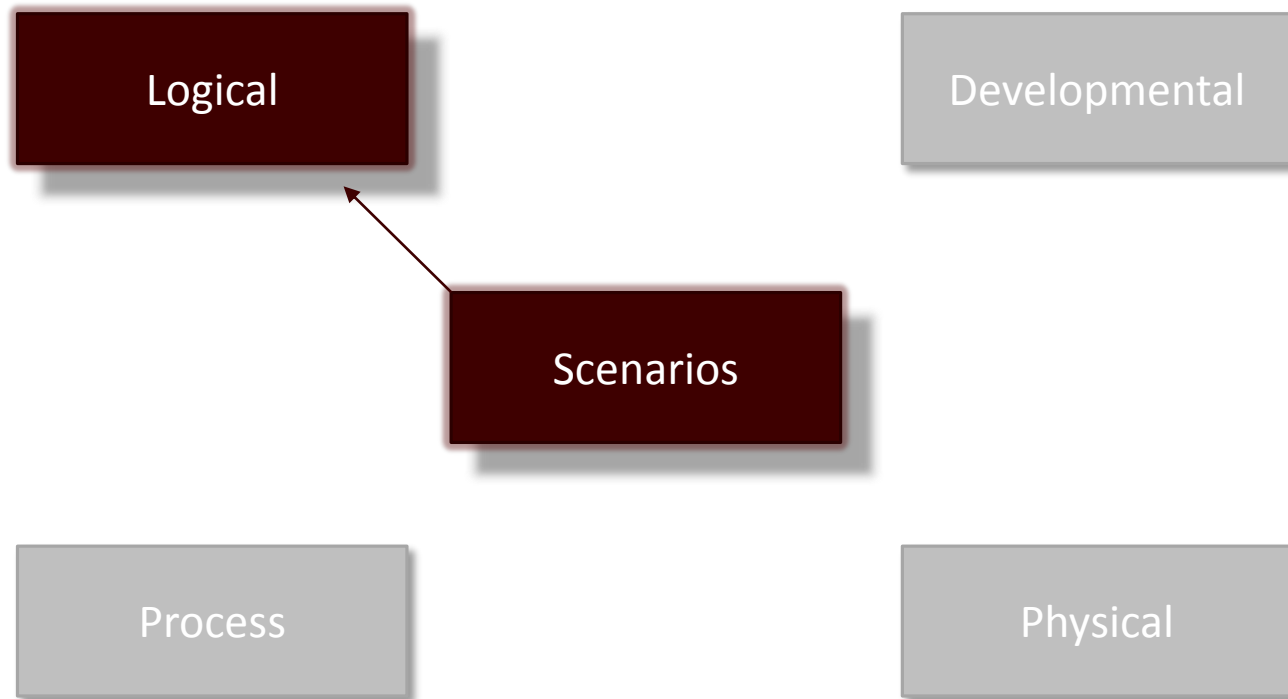 Logical
Developmental
Scenarios
Process
Physical